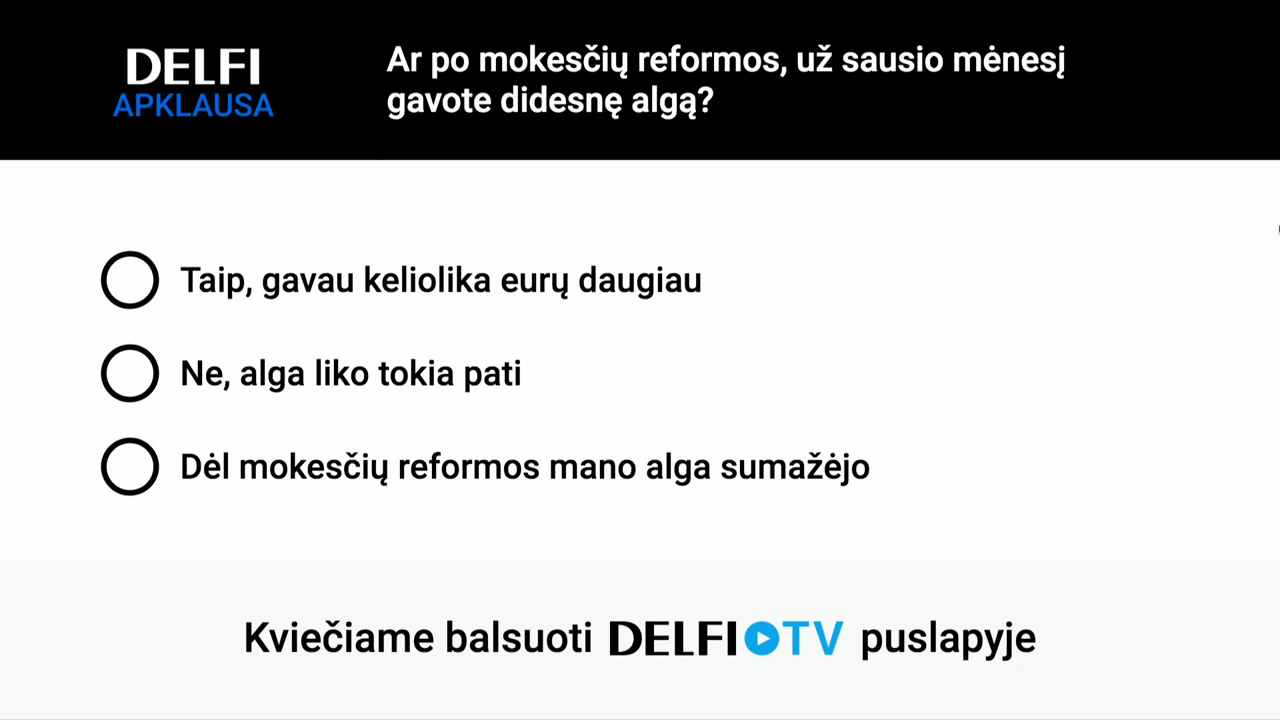 DELFI
APKLAUSA
Ar po mokesčių reformos, už sausio mėnesį
gavote didesnę algą?
Taip, gavau keliolika eurų daugiau
Ne, alga liko tokia pati
Dėl mokesčių reformos mano alga sumažėjo
Kviečiame balsuoti DELFI TV puslapyje